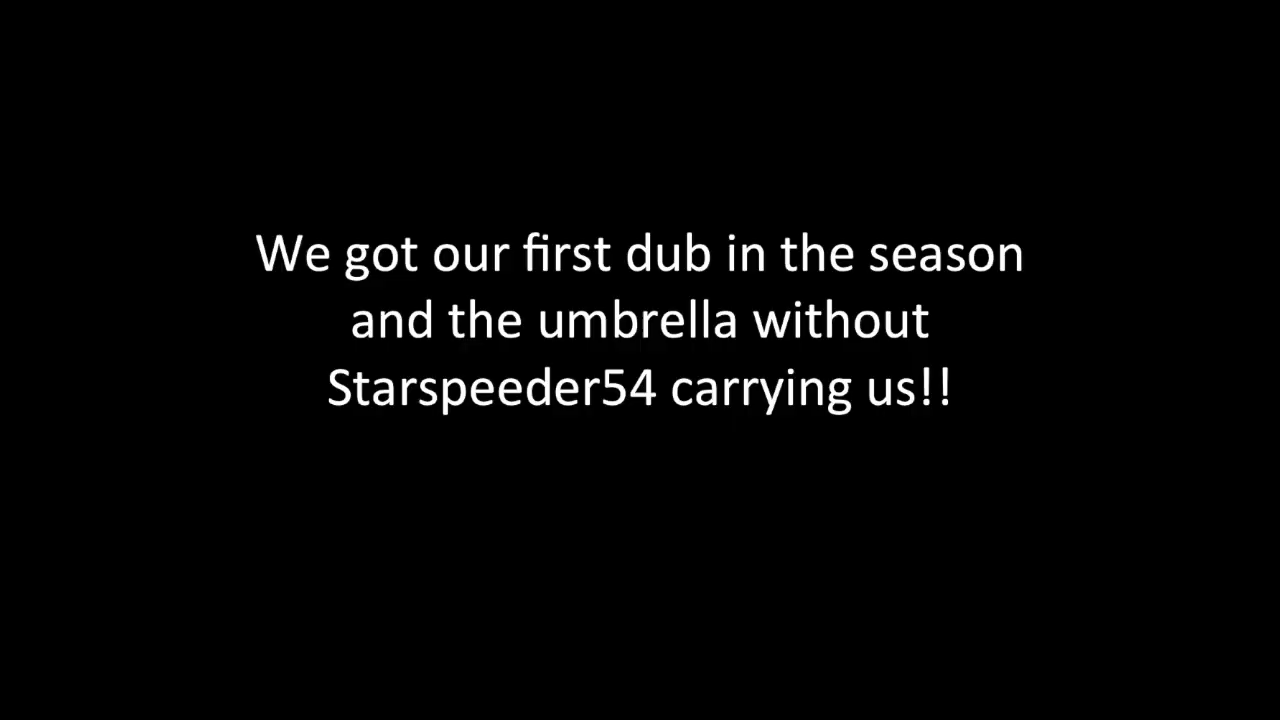 We got our first dub in the season
and the umbrella without
Starspeeder54 carrying us!!